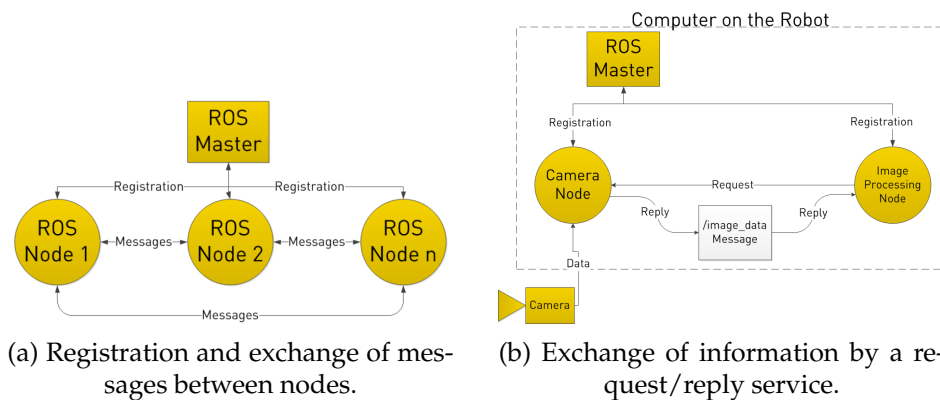 ROS
Master
Registration
Registration
ROS
Node 1
Messages
ROS
Node 2
Messages
ROS
Node n
Messages
(a) Registration and exchange of mes-
sages between nodes.
Computer on the Robot
ROS
Master
Registration
Registration
Camera
Node
Request
Image
Processing
Node
Reply
/image_data
Message
Reply
Data
Camera
(b) Exchange of information by a re-
quest/reply service.